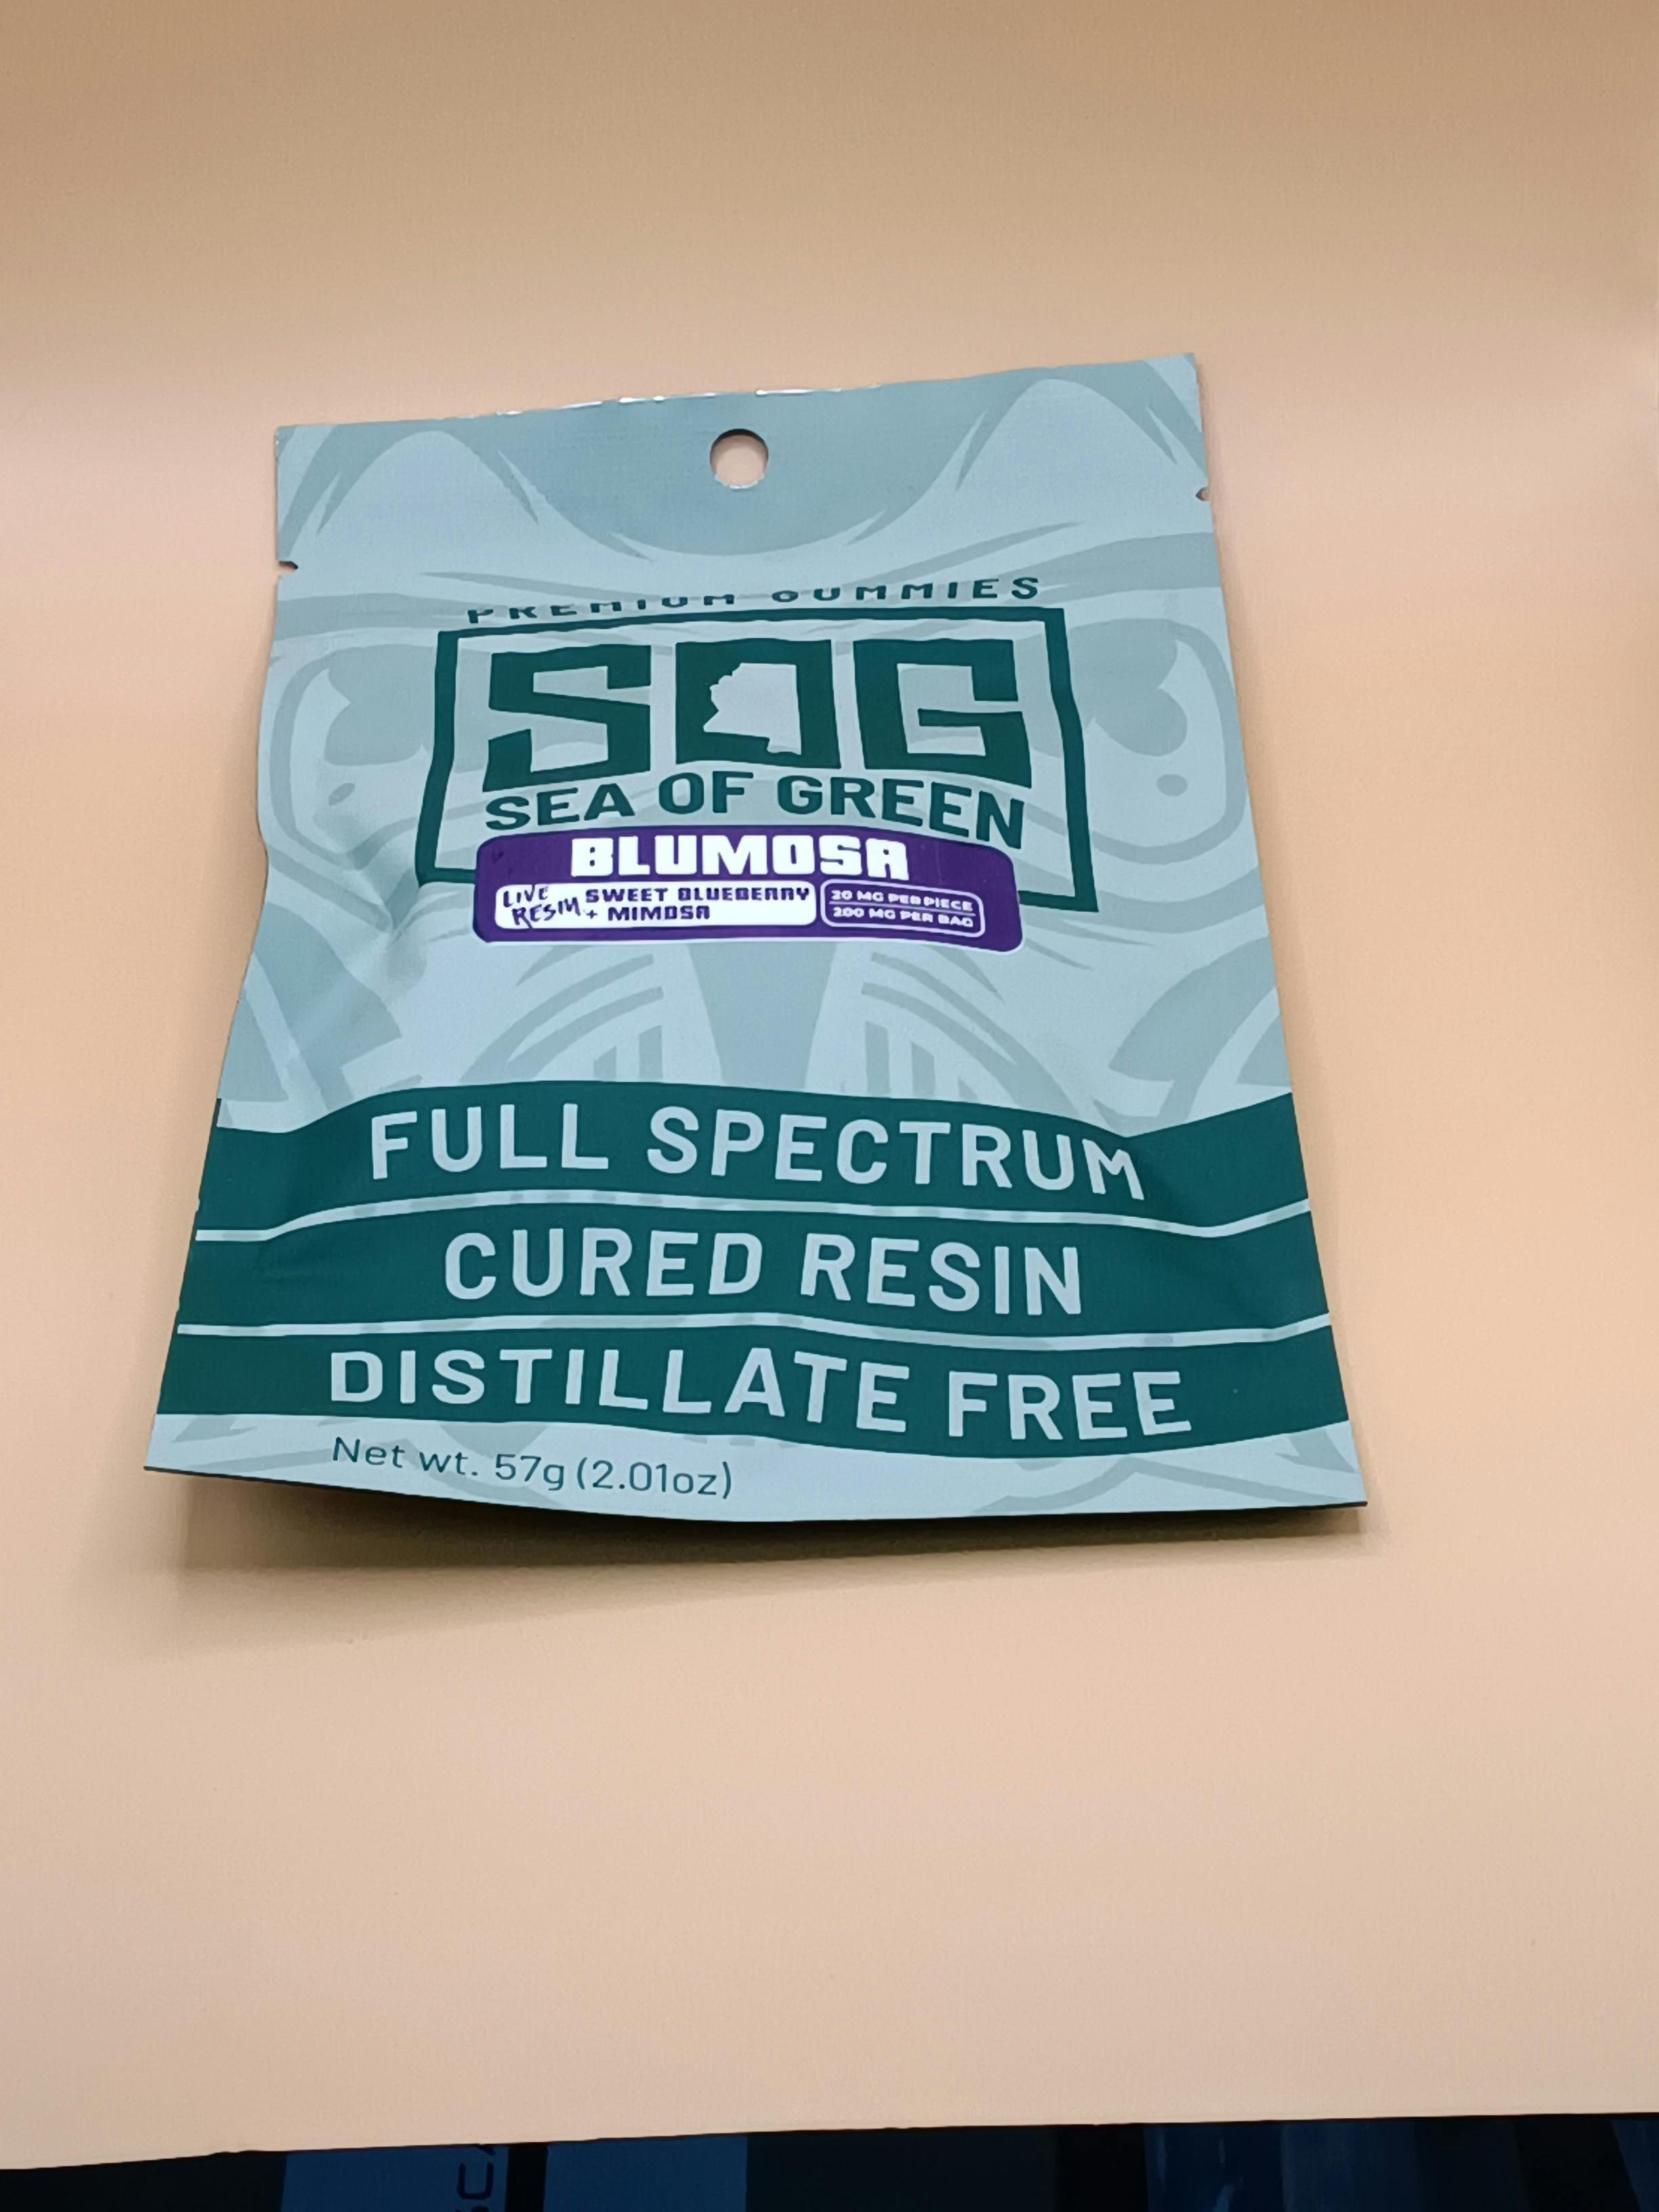 PREMIUM GUMMIES
SOG
SEA OF GREEN
BLUMOSA
LIVE RESIN
SWEET BLUEBERRY
+ MIMOSA
20 MG PER PIECE
200 MG PER BAG
FULL SPECTRUM
CURED RESIN
DISTILLATE FREE
Net wt. 57g (2.01oz)